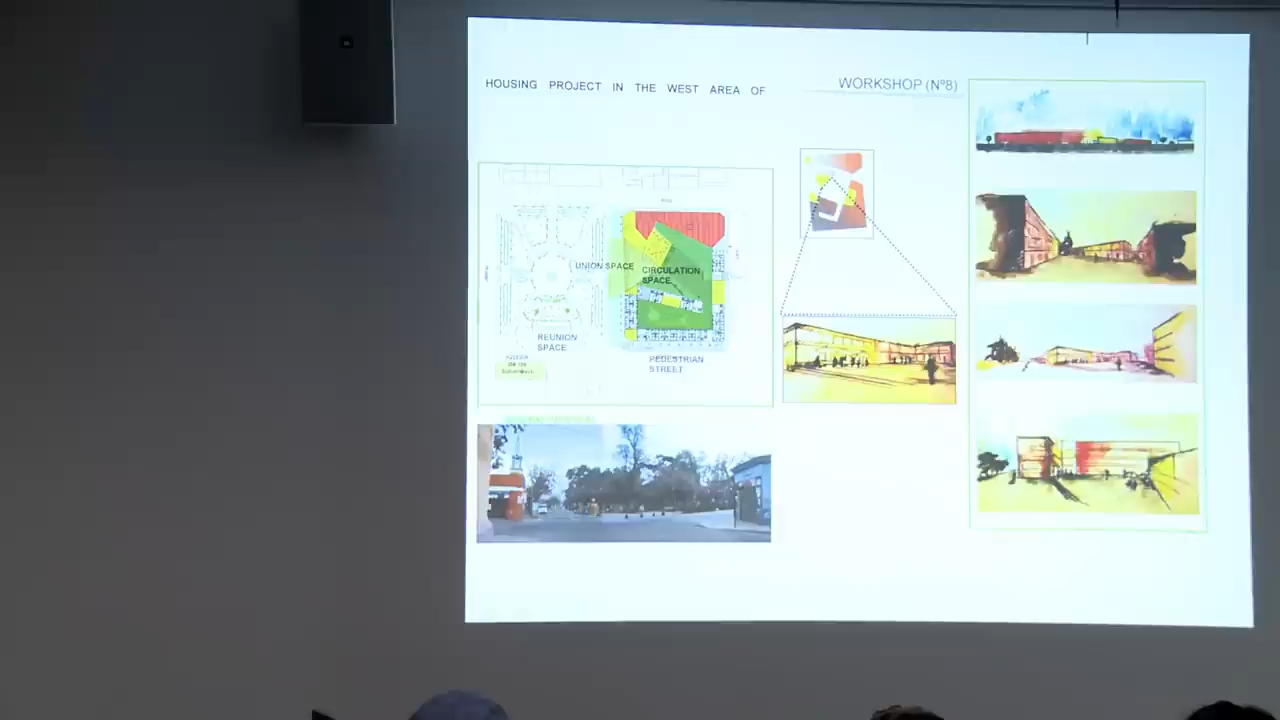 HOUSING PROJECT IN THE WEST AREA OF
WORKSHOP (Nº8)
UNION SPACE
CIRCULATION
SPACE
REUNION
SPACE
PEDESTRIAN
STREET